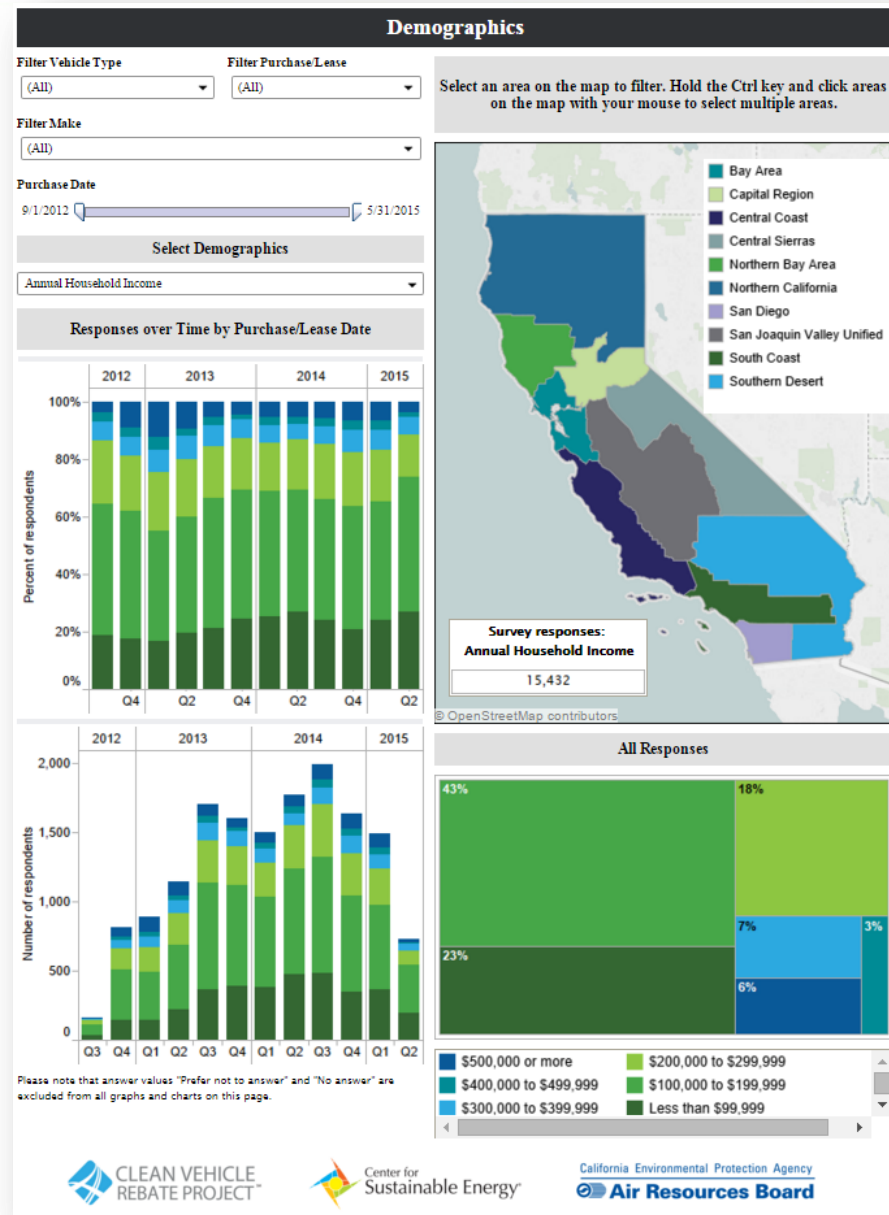 Demographics
Filter Vehicle Type
Filter Purchase/Lease
(All)
(All)
Filter Make
(All)
Purchase Date
9/1/2012
5/31/2015
Select Demographics
Annual Household Income
Responses over Time by Purchase/Lease Date
2012
2013
2014
2015
100%
80%
60%
40%
20%
0%
Percent of respondents
Q4
Q2
Q4
Q2
Q4
Q2
2012
2013
2014
2015
2,000
1,500
1,000
500
0
Number of respondents
Q3
Q4
Q1
Q2
Q3
Q4
Q1
Q2
Q3
Q4
Q1
Q2
Please note that answer values "Prefer not to answer" and "No answer" are
excluded from all graphs and charts on this page.
Select an area on the map to filter. Hold the Ctrl key and click areas
on the map with your mouse to select multiple areas.
Bay Area
Capital Region
Central Coast
Central Sierras
Northern Bay Area
Northern California
San Diego
San Joaquin Valley Unified
South Coast
Southern Desert
Survey responses:
Annual Household Income
15,432
© OpenStreetMap contributors
All Responses
43%
18%
23%
7%
3%
6%
$500,000 or more
$200,000 to $299,999
$400,000 to $499,999
$100,000 to $199,999
$300,000 to $399,999
Less than $99,999
CLEAN VEHICLE
REBATE PROJECT™
Center for
Sustainable Energy®
California Environmental Protection Agency
Air Resources Board